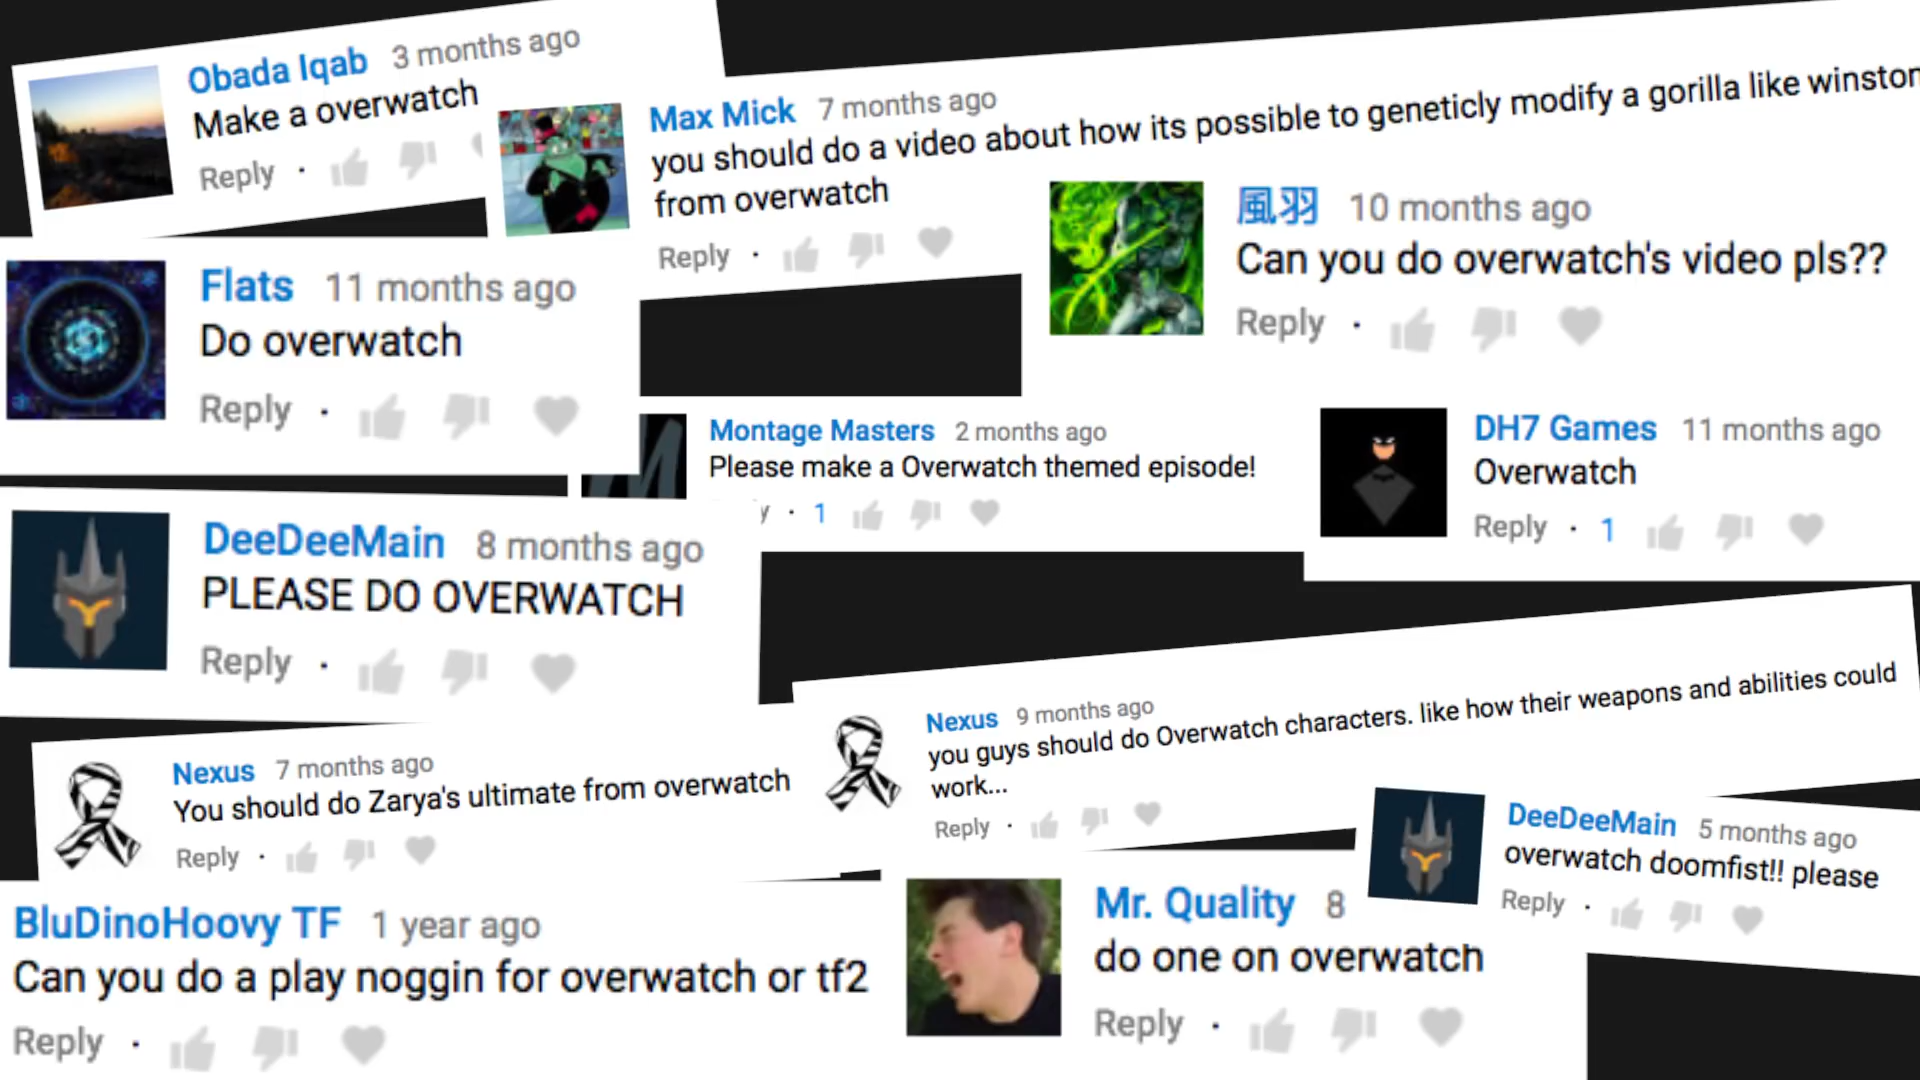 Obada Iqab 3 months ago
Make a overwatch
Reply ·
Max Mick 7 months ago
you should do a video about how its possible to geneticly modify a gorilla like winston
from overwatch
Reply ·
風羽 10 months ago
Can you do overwatch's video pls??
Reply ·
Flats 11 months ago
Do overwatch
Reply ·
Montage Masters 2 months ago
Please make a Overwatch themed episode!
y · 1
DH7 Games 11 months ago
Overwatch
Reply · 1
DeeDeeMain 8 months ago
PLEASE DO OVERWATCH
Reply ·
Nexus 9 months ago
you guys should do Overwatch characters. like how their weapons and abilities could
work...
Reply ·
Nexus 7 months ago
You should do Zarya's ultimate from overwatch
Reply ·
DeeDeeMain 5 months ago
overwatch doomfist!! please
Reply ·
BluDinoHoovy TF 1 year ago
Can you do a play noggin for overwatch or tf2
Reply ·
Mr. Quality 8
do one on overwatch
Reply ·